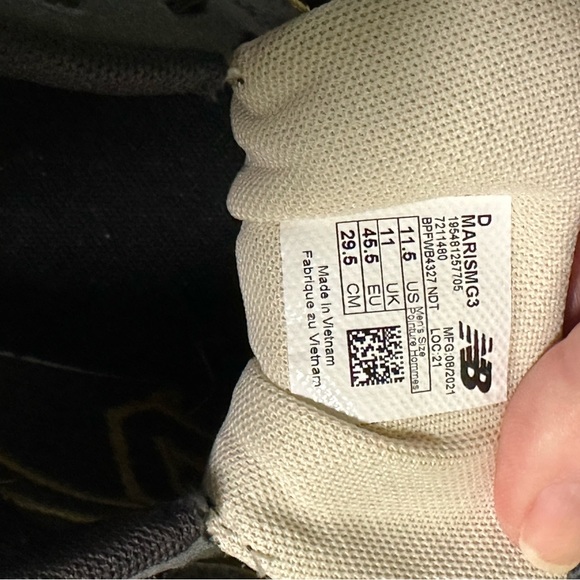 D
MARISMG3
195481257705
7211480
BPFWB4327 NDT
MFG:08/2021
LOC:21
Men's Size
Pointure Hommes
11.5 US
11 UK
45.5 EU
29.5 CM
Made in Vietnam
Fabriqué au Vietnam